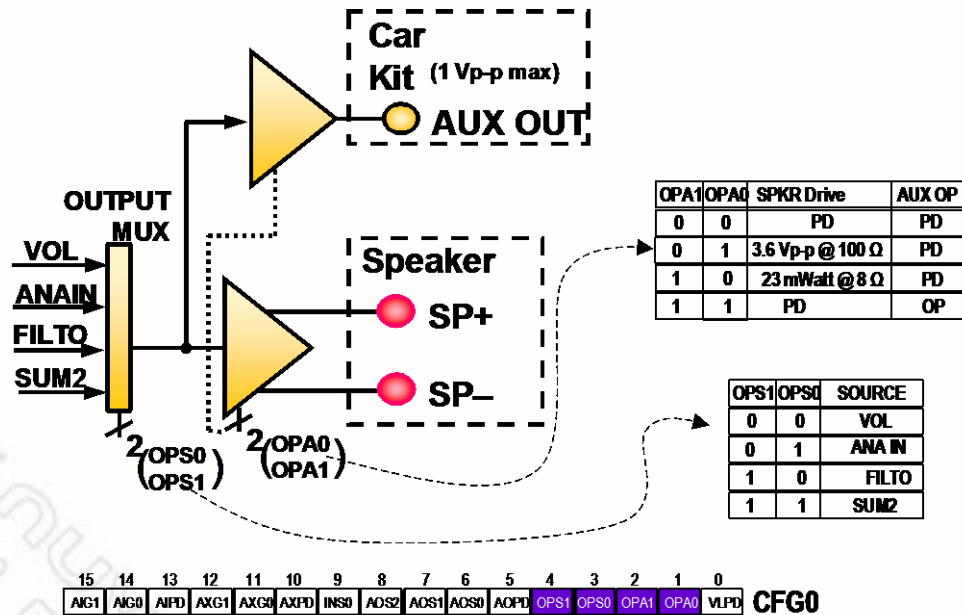 Car
Kit (1 Vp-p max)
AUX OUT
OUTPUT
MUX
VOL
ANAIN
FILTO
SUM2
Speaker
SP+
SP–
2 (OPS0
OPS1)
2 (OPA0
OPA1)
OPA1 OPA0 SPKR Drive AUX OP
0 0 PD PD
0 1 3.6 Vp-p @ 100 Ω PD
1 0 23 mWatt @ 8 Ω PD
1 1 PD OP
OPS1 OPS0 SOURCE
0 0 VOL
0 1 ANA IN
1 0 FILTO
1 1 SUM2
15 14 13 12 11 10 9 8 7 6 5 4 3 2 1 0
AIG1 AIG0 AIPD AXG1 AXG0 AXPD INS0 AOS2 AOS1 AOS0 AOPD OPS1 OPS0 OPA1 OPA0 VLPD CFG0